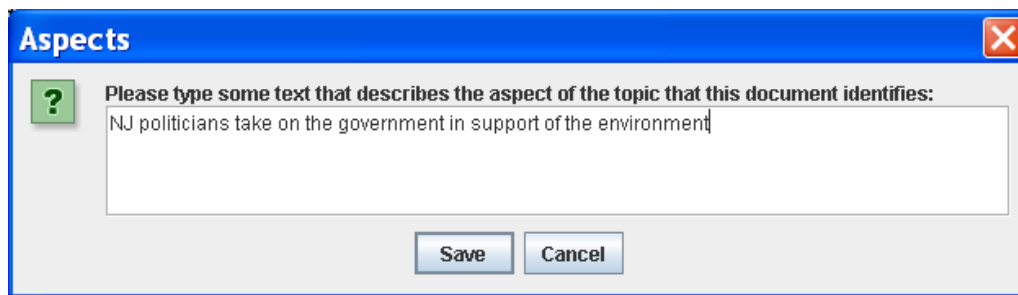 Aspects
?
Please type some text that describes the aspect of the topic that this document identifies:
NJ politicians take on the government in support of the environment
Save Cancel